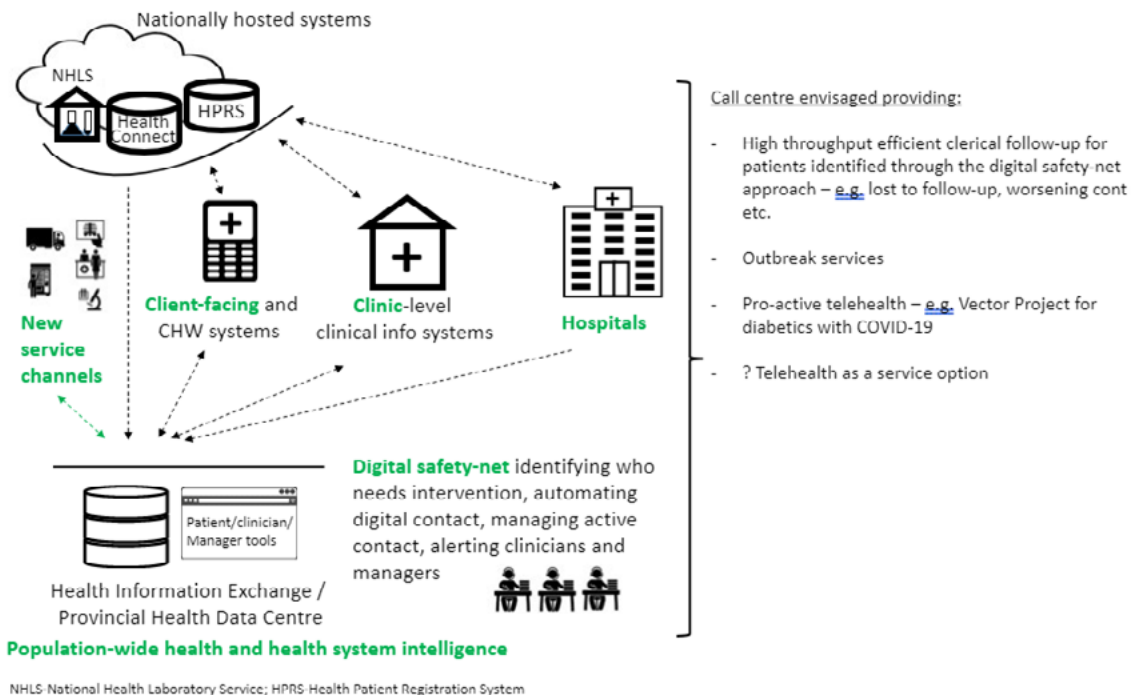 Nationally hosted systems
NHLS
Health
Connect
HPRS
New
service
channels
Client-facing and
CHW systems
Clinic-level
clinical info systems
Hospitals
Patient/clinician/
Manager tools
Health Information Exchange /
Provincial Health Data Centre
Digital safety-net identifying who
needs intervention, automating
digital contact, managing active
contact, alerting clinicians and
managers
Population-wide health and health system intelligence
NHLS-National Health Laboratory Service; HPRS-Health Patient Registration System
Call centre envisaged providing:
- High throughput efficient clerical follow-up for
patients identified through the digital safety-net
approach – e.g. lost to follow-up, worsening cont
etc.
- Outbreak services
- Pro-active telehealth – e.g. Vector Project for
diabetics with COVID-19
- ? Telehealth as a service option